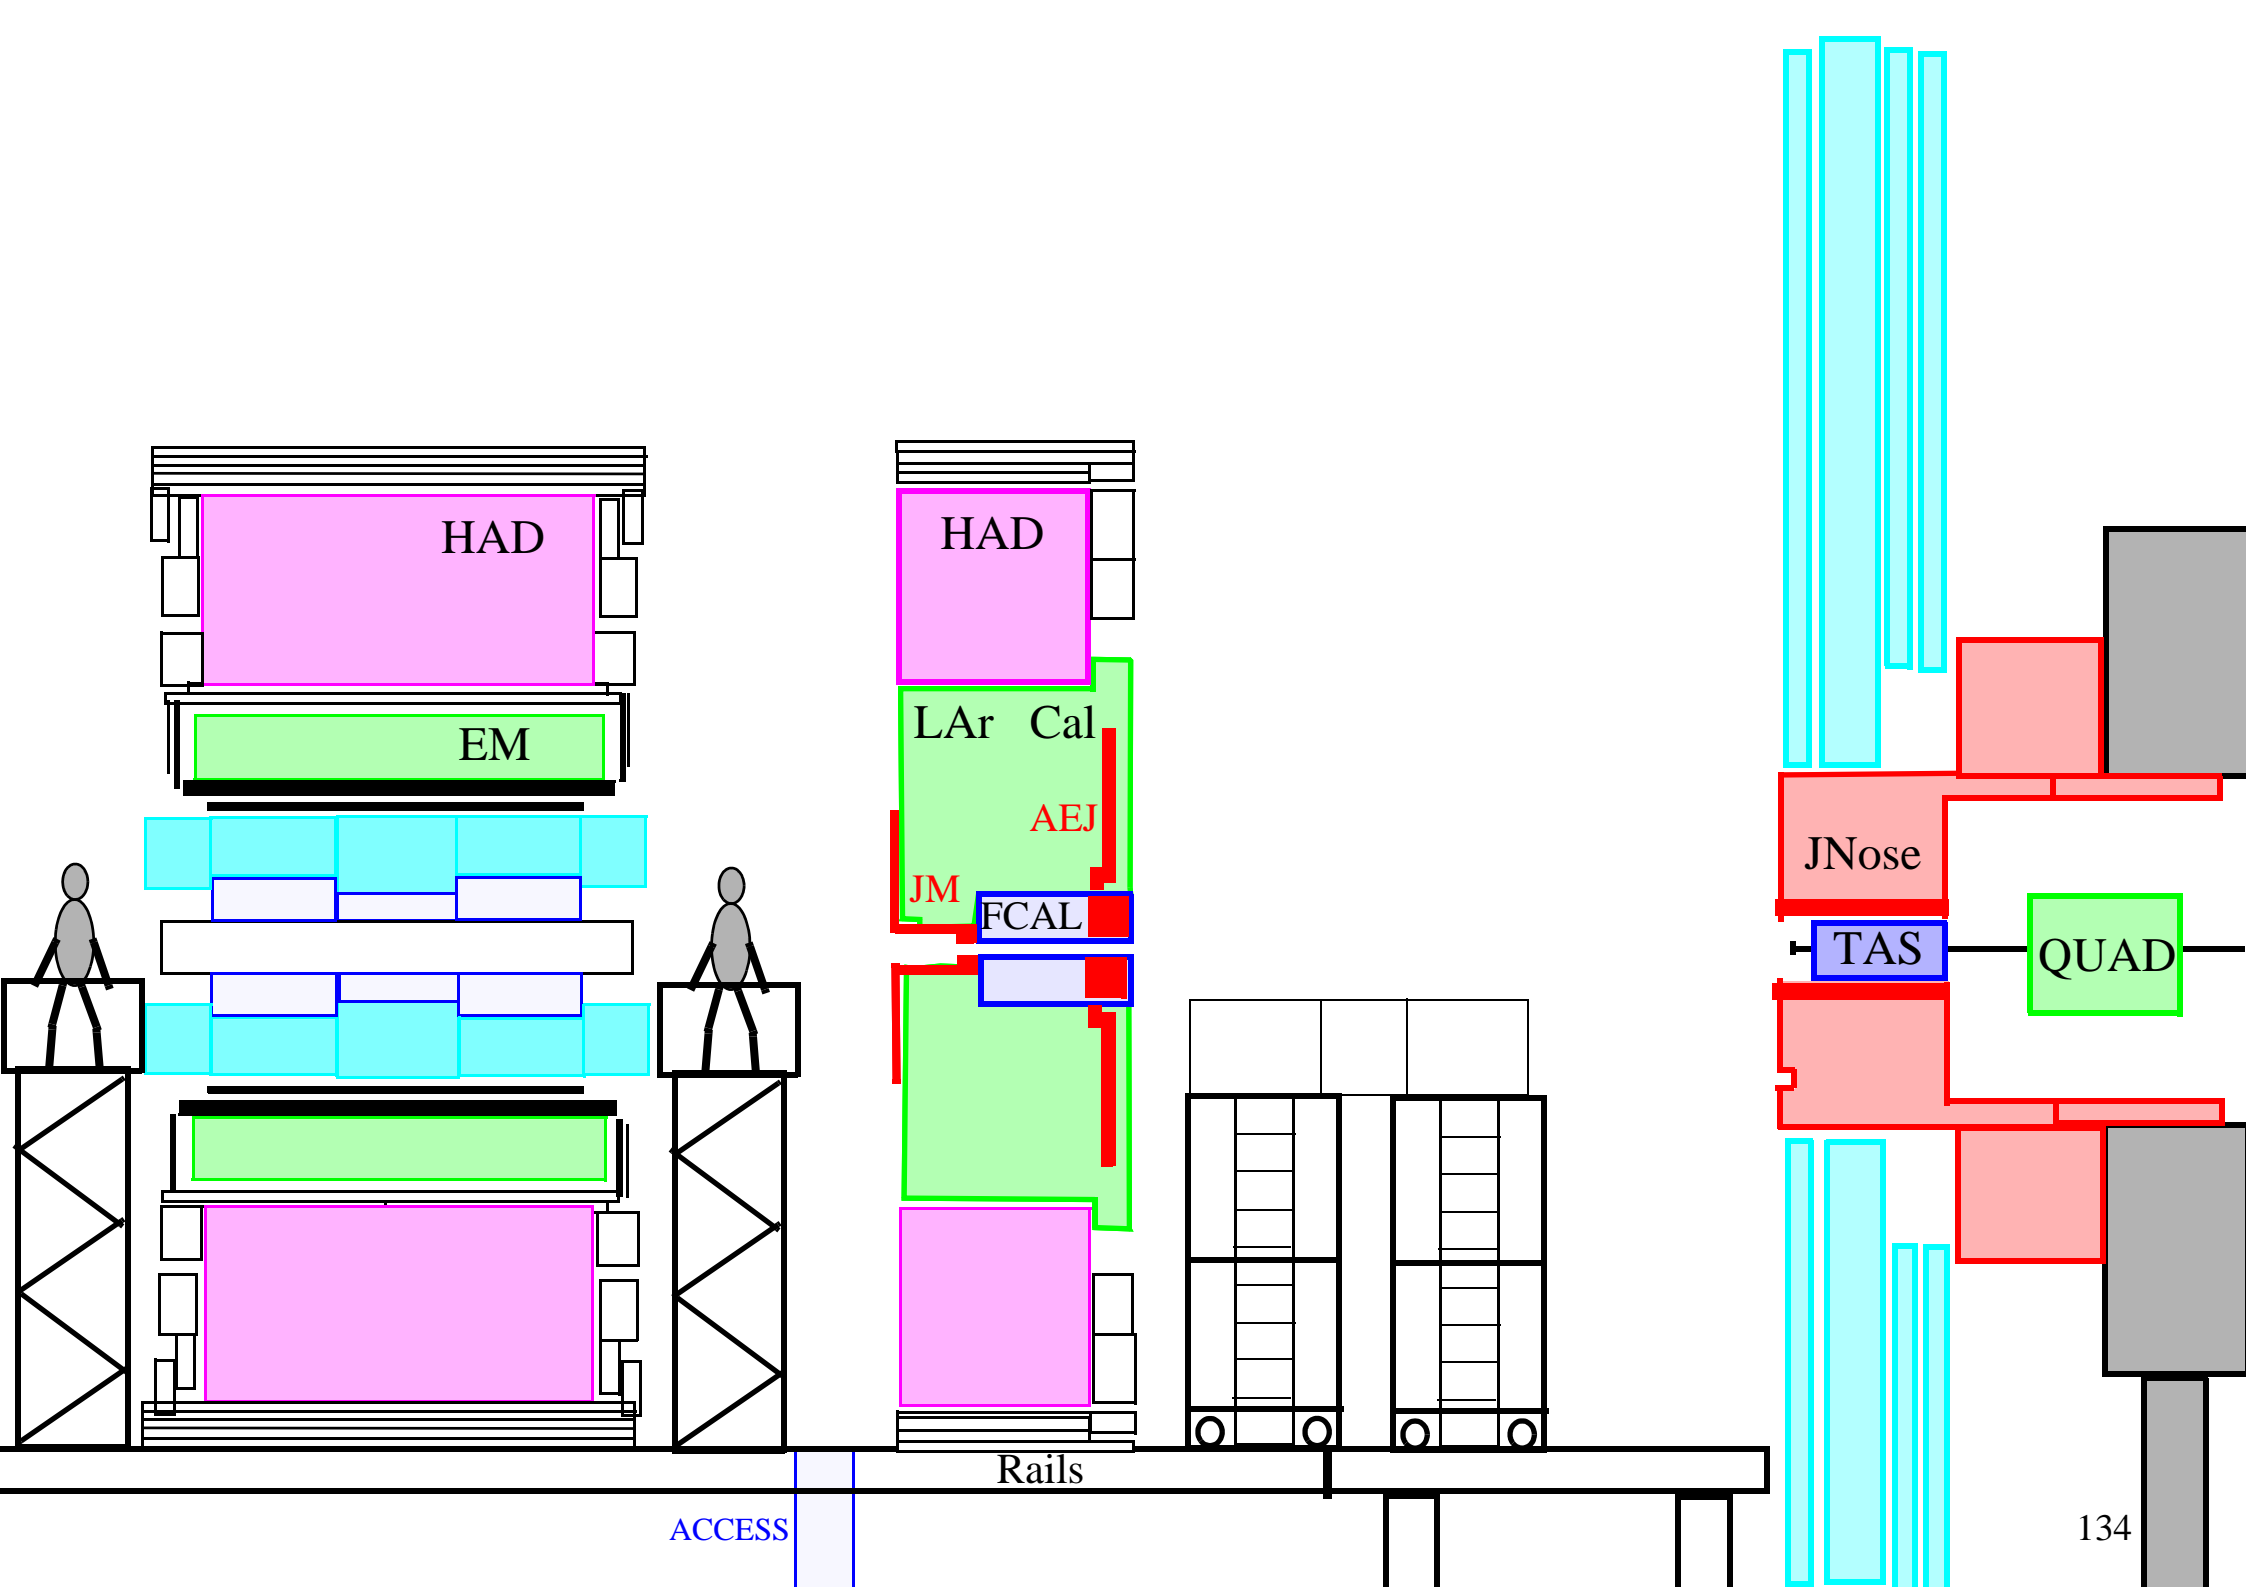 HAD
EM
HAD
LAr Cal
AEJ
JM
FCAL
JNose
TAS
QUAD
Rails
ACCESS
134